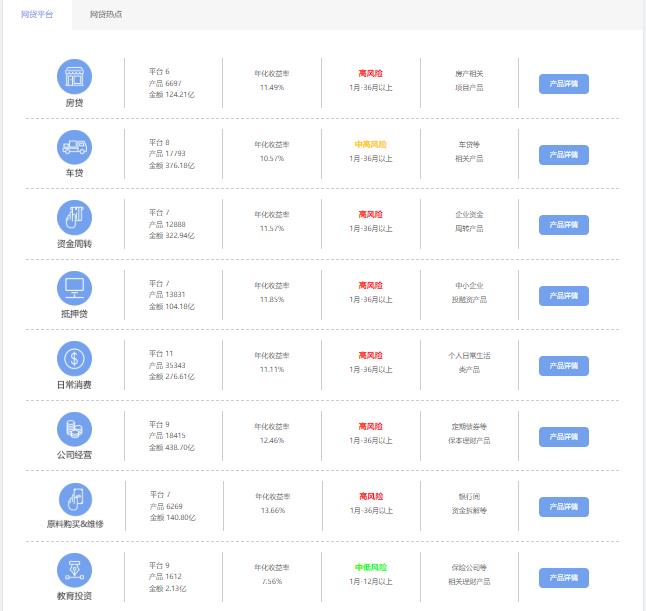 网贷平台
网贷热点
房贷
平台 6
产品 6697
金额 124.21亿
年化收益率
11.49%
高风险
1月-36月以上
房产相关
项目产品
产品详情
车贷
平台 8
产品 17793
金额 376.18亿
年化收益率
10.57%
中高风险
1月-36月以上
车贷等
相关产品
产品详情
资金周转
平台 7
产品 12888
金额 322.94亿
年化收益率
11.57%
高风险
1月-36月以上
企业资金
周转产品
产品详情
抵押贷
平台 7
产品 13831
金额 104.18亿
年化收益率
11.85%
高风险
1月-36月以上
中小企业
投融资产品
产品详情
日常消费
平台 11
产品 35343
金额 276.61亿
年化收益率
11.11%
高风险
1月-36月以上
个人日常生活
类产品
产品详情
公司经营
平台 9
产品 18415
金额 438.70亿
年化收益率
12.46%
高风险
1月-36月以上
定期债券等
保本理财产品
产品详情
原料购买&维修
平台 7
产品 6269
金额 140.80亿
年化收益率
13.66%
高风险
1月-36月以上
银行间
资金拆解等
产品详情
教育投资
平台 9
产品 1612
金额 2.13亿
年化收益率
7.56%
中低风险
1月-12月以上
保险公司等
相关理财产品
产品详情